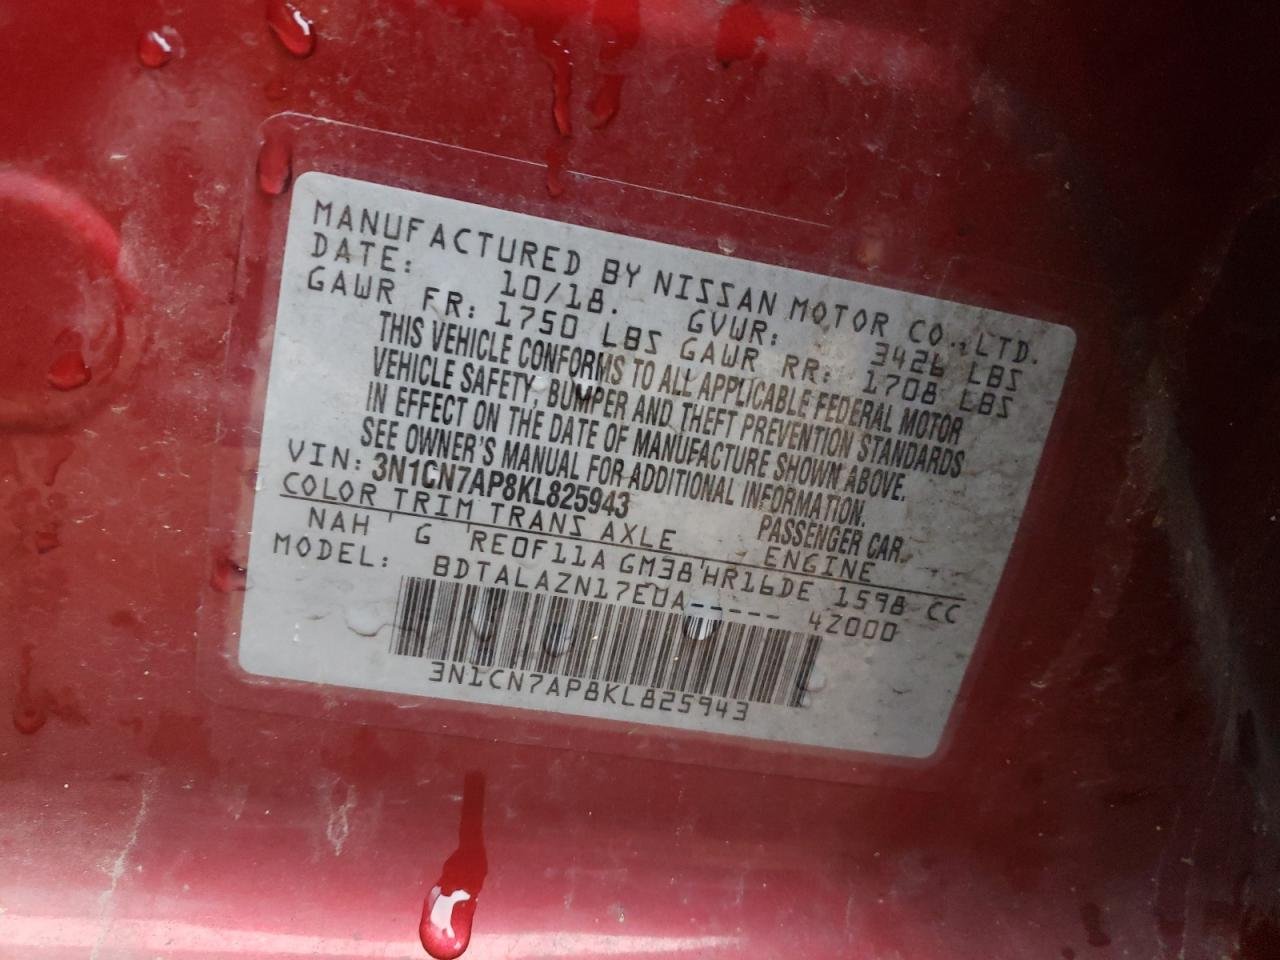 MANUFACTURED BY NISSAN MOTOR CO., LTD.
DATE: 10/18. GVWR: 3426 LBS
GAWR FR: 1750 LBS GAWR RR: 1708 LBS
THIS VEHICLE CONFORMS TO ALL APPLICABLE FEDERAL MOTOR
VEHICLE SAFETY, BUMPER AND THEFT PREVENTION STANDARDS
IN EFFECT ON THE DATE OF MANUFACTURE SHOWN ABOVE.
SEE OWNER'S MANUAL FOR ADDITIONAL INFORMATION.
VIN: 3N1CN7AP8KL825943 PASSENGER CAR
COLOR TRIM TRANS AXLE ENGINE
NAH G RE0F11A GM38 HR16DE 1598 CC
MODEL: BDTALAZN17EUA----- 4Z000
3N1CN7AP8KL825943